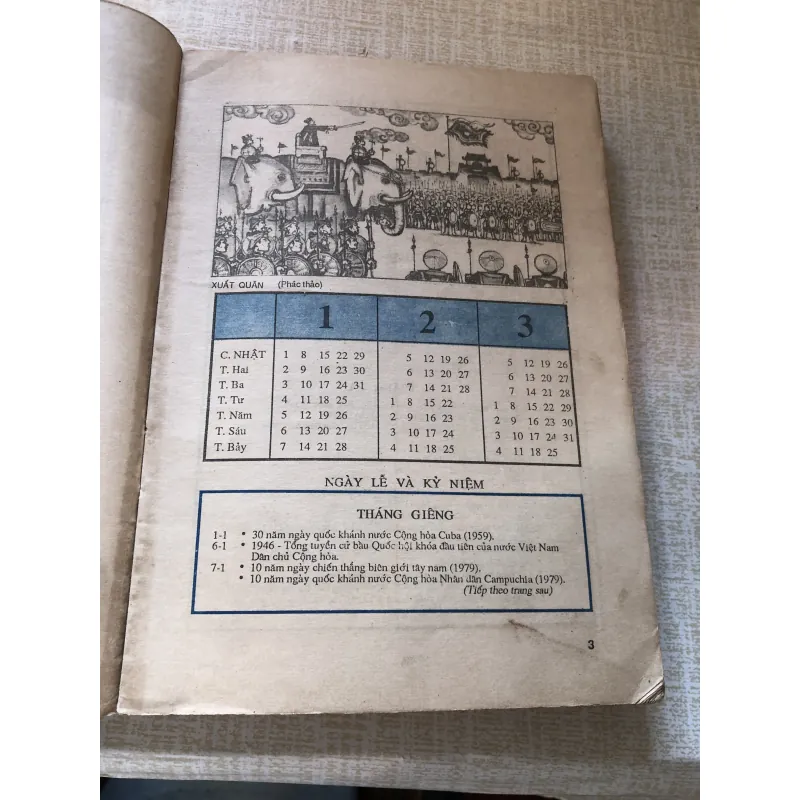 XUẤT QUÂN (Phác thảo)
1 2 3
C. NHẬT 1 8 15 22 29 5 12 19 26 5 12 19 26
T. Hai 2 9 16 23 30 6 13 20 27 6 13 20 27
T. Ba 3 10 17 24 31 7 14 21 28 7 14 21 28
T. Tư 4 11 18 25 1 8 15 22 1 8 15 22 29
T. Năm 5 12 19 26 2 9 16 23 2 9 16 23 30
T. Sáu 6 13 20 27 3 10 17 24 3 10 17 24 31
T. Bảy 7 14 21 28 4 11 18 25 4 11 18 25
NGÀY LỄ VÀ KỶ NIỆM
THÁNG GIÊNG
1-1 • 30 năm ngày quốc khánh nước Cộng hòa Cuba (1959).
6-1 • 1946 - Tổng tuyển cử bầu Quốc hội khóa đầu tiên của nước Việt Nam
Dân chủ Cộng hòa.
7-1 • 10 năm ngày chiến thắng biên giới tây nam (1979).
• 10 năm ngày quốc khánh nước Cộng hòa Nhân dân Campuchia (1979).
(Tiếp theo trang sau)
3